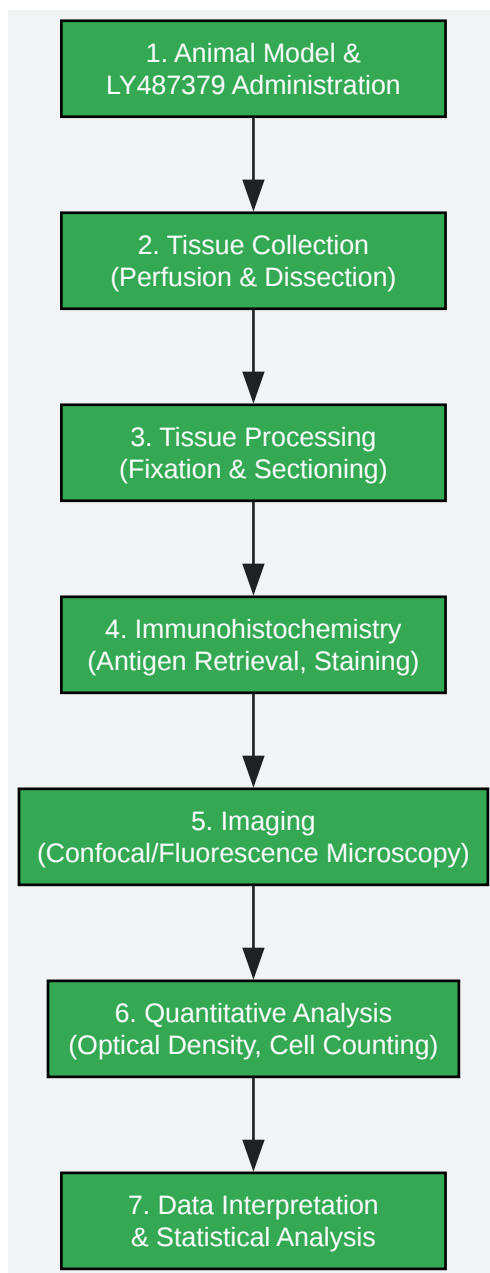 1. Animal Model &
LY487379 Administration
2. Tissue Collection
(Perfusion & Dissection)
3. Tissue Processing
(Fixation & Sectioning)
4. Immunohistochemistry
(Antigen Retrieval, Staining)
5. Imaging
(Confocal/Fluorescence Microscopy)
6. Quantitative Analysis
(Optical Density, Cell Counting)
7. Data Interpretation
& Statistical Analysis